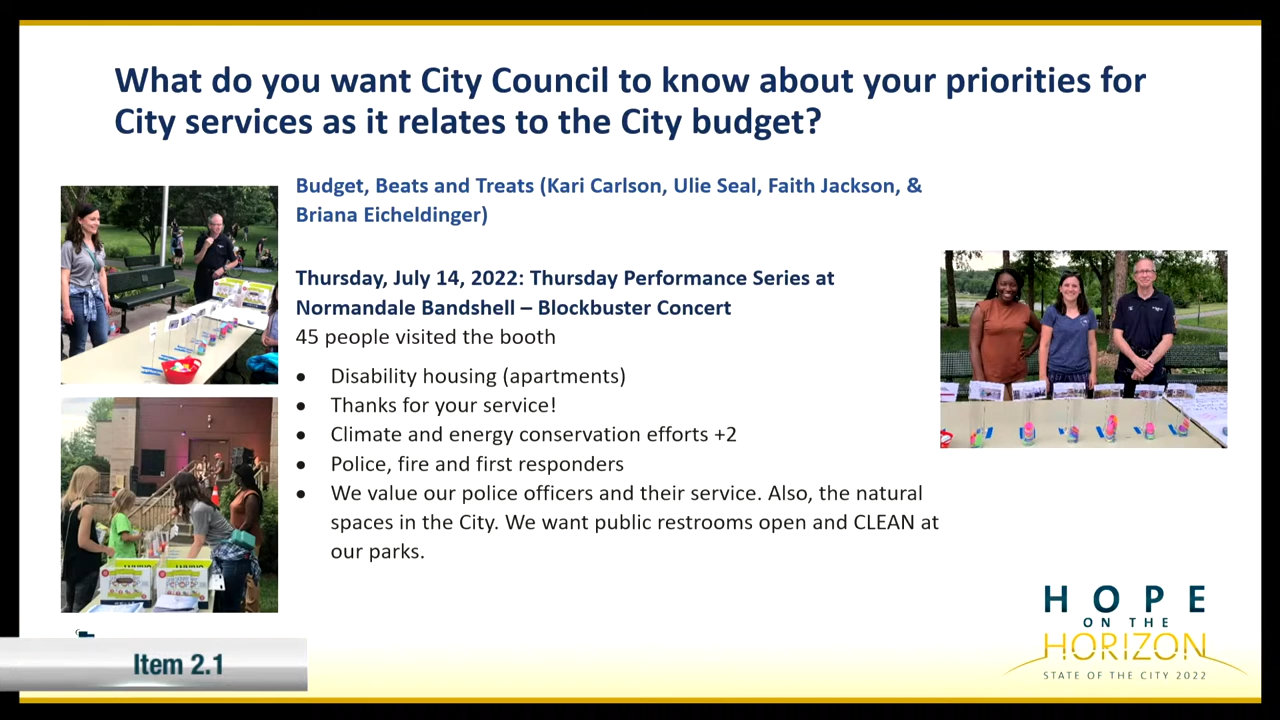 What do you want City Council to know about your priorities for
City services as it relates to the City budget?
Budget, Beats and Treats (Kari Carlson, Ulie Seal, Faith Jackson, &
Briana Eicheldinger)
Thursday, July 14, 2022: Thursday Performance Series at
Normandale Bandshell – Blockbuster Concert
45 people visited the booth
• Disability housing (apartments)
• Thanks for your service!
• Climate and energy conservation efforts +2
• Police, fire and first responders
• We value our police officers and their service. Also, the natural
spaces in the City. We want public restrooms open and CLEAN at
our parks.
HOPE
ON THE
HORIZON
STATE OF THE CITY 2022
Item 2.1